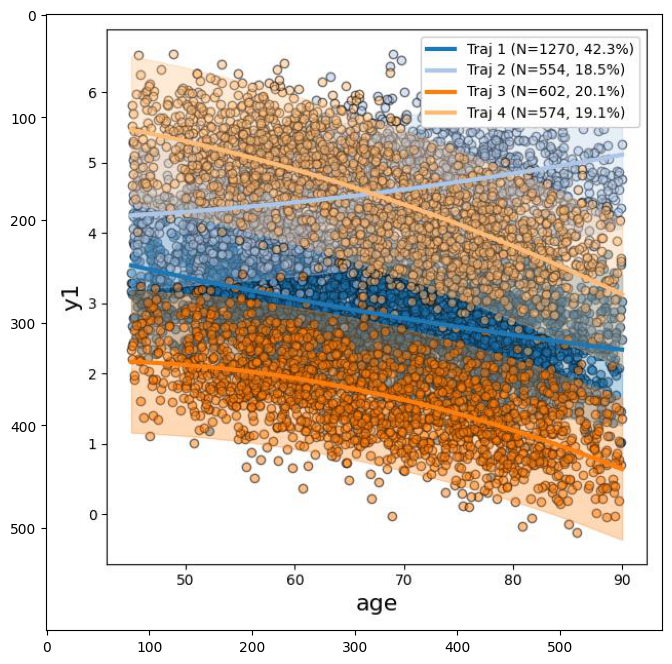 0
100
200
300
400
500
6
5
4
3
2
1
0
y1
Traj 1 (N=1270, 42.3%)
Traj 2 (N=554, 18.5%)
Traj 3 (N=602, 20.1%)
Traj 4 (N=574, 19.1%)
50 60 70 80 90
age
0 100 200 300 400 500